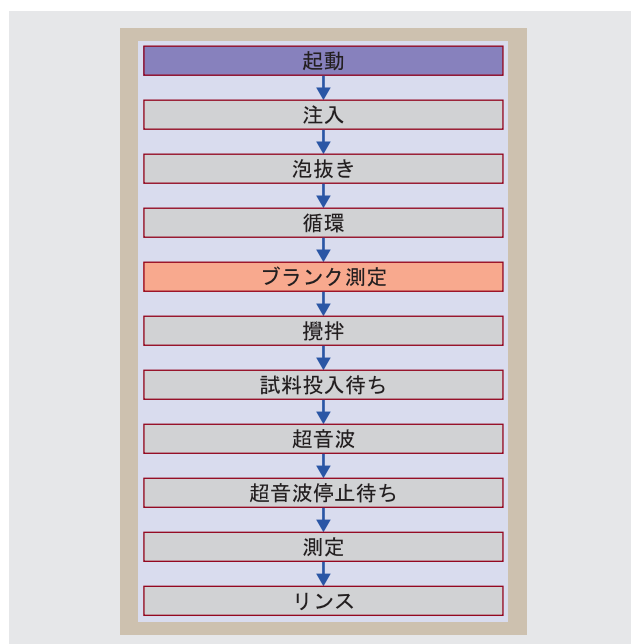 起動
注入
泡抜き
循環
ブランク測定
攪拌
試料投入待ち
超音波
超音波停止待ち
測定
リンス